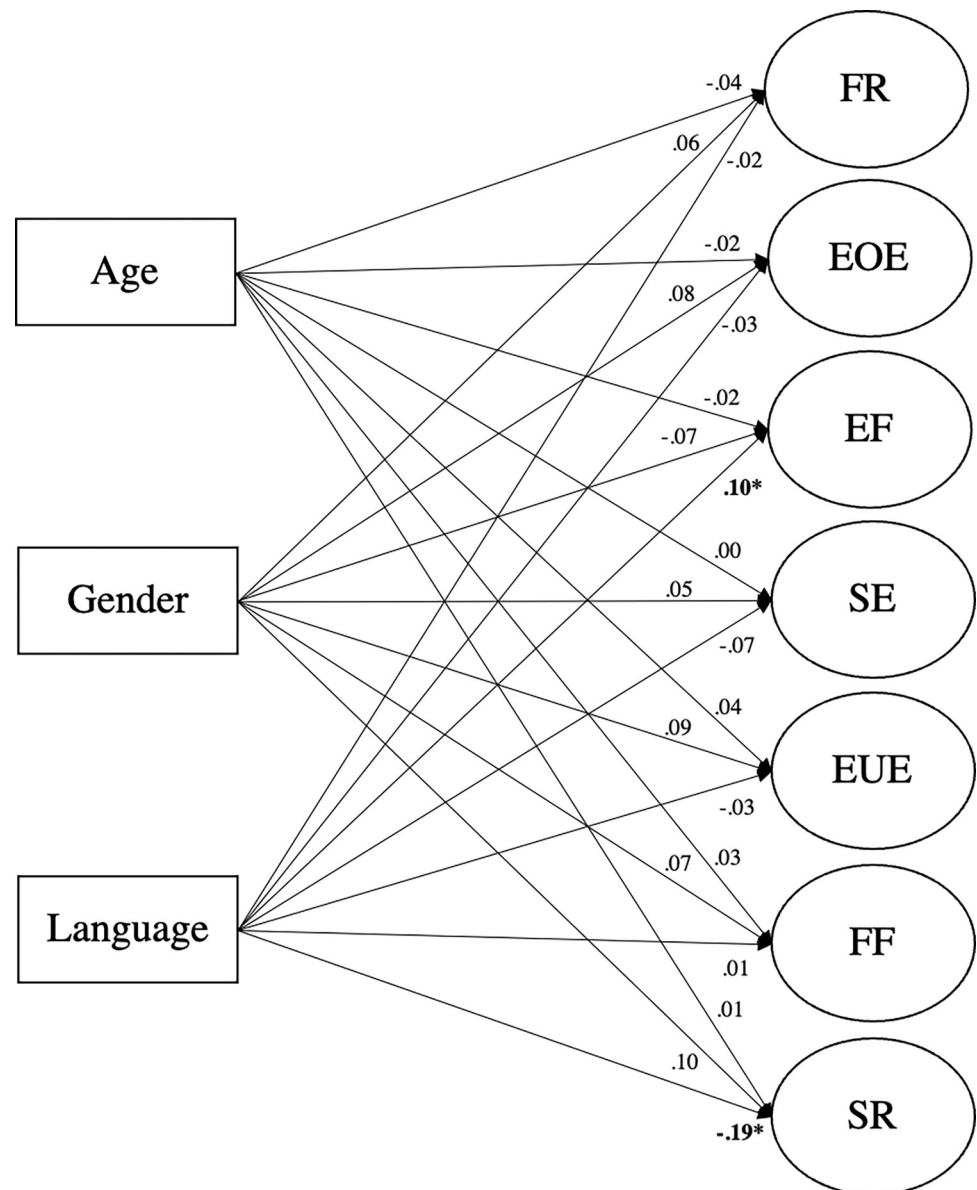 -.04
FR
.06
-.02
Age
-.02
EOE
.08
-.03
-.02
EF
-.07
.10*
Gender
.00
.05
SE
-.07
.04
.09
EUE
-.03
.07
.03
Language
FF
.01
.01
.10
SR
-.19*